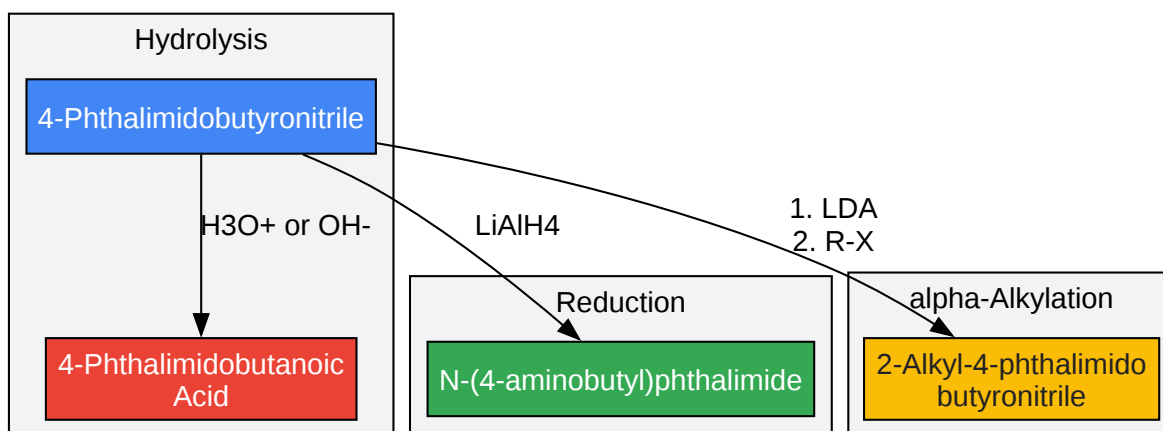 Hydrolysis
4-Phthalimidobutyronitrile
H3O+ or OH-
LiAlH4
1. LDA
2. R-X
Reduction
alpha-Alkylation
4-Phthalimidobutanoic
Acid
N-(4-aminobutyl)phthalimide
2-Alkyl-4-phthalimido
butyronitrile